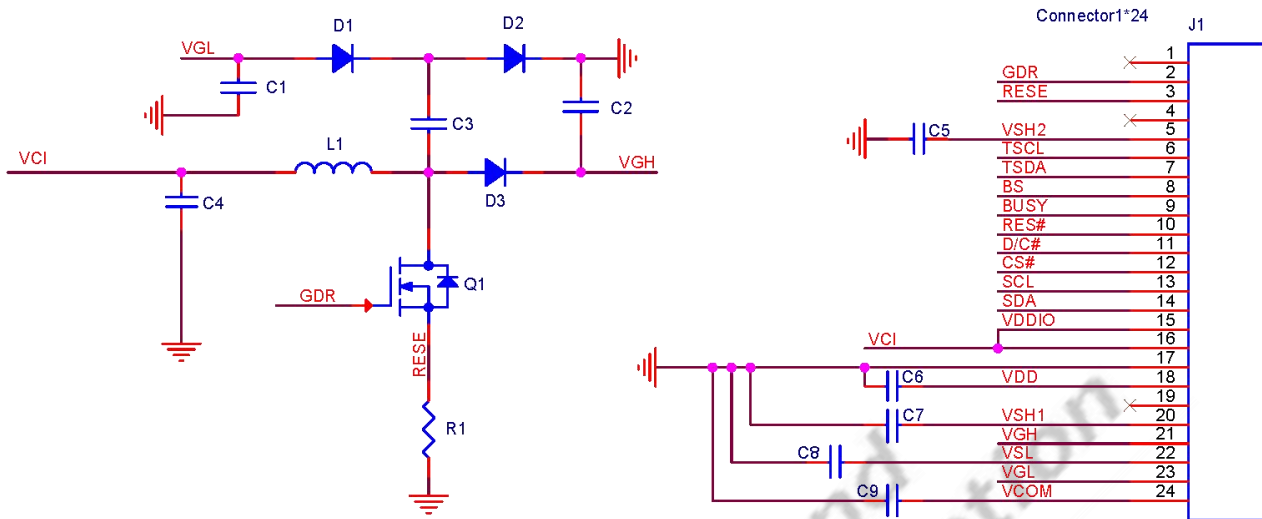 Connector1*24
J1
D1
D2
VGL
C1
C2
C3
VCI
L1
VGH
C4
D3
GDR
Q1
RESE
R1
1
GDR 2
RESE 3
4
C5 VSH2 5
TSCL 6
TSDA 7
BS 8
BUSY 9
RES# 10
D/C# 11
CS# 12
SCL 13
SDA 14
VDDIO 15
VCI 16
17
C6 VDD 18
19
C7 VSH1 20
VGH 21
C8 VSL 22
VGL 23
C9 VCOM 24